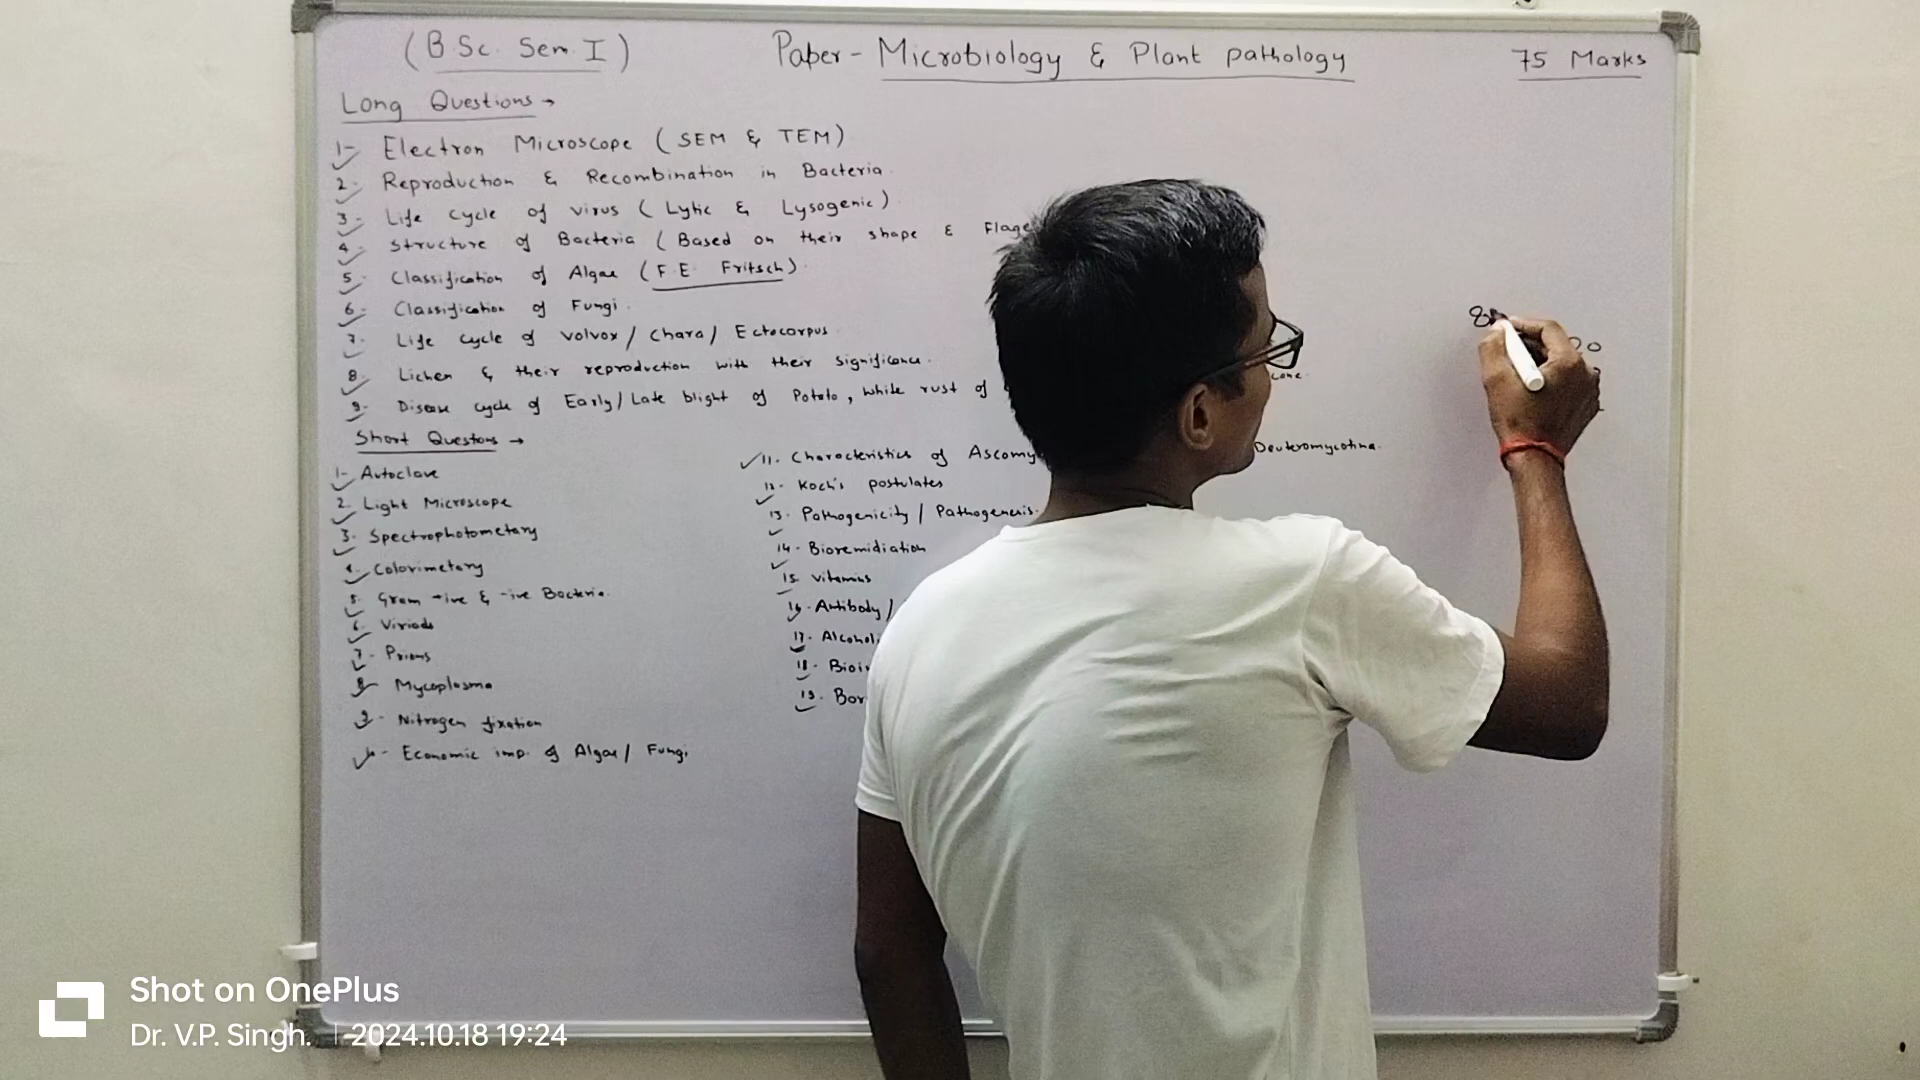 (B.Sc. Sem. I) Paper - Microbiology & Plant pathology 75 Marks
Long Questions →
1- Electron Microscope (SEM & TEM)
2- Reproduction & Recombination in Bacteria
3- Life cycle of virus (Lytic & Lysogenic)
4- Structure of Bacteria (Based on their shape & Flage
5- Classification of Algae (F.E. Fritsch)
6- Classification of Fungi
7- Life cycle of Volvox / Chara / Ectocarpus
8- Lichen & their reproduction with their significance.
9- Disease cycle of Early/Late blight of Potato, White rust of
Short Questions →
1- Autoclave
2- Light Microscope
3- Spectrophotometary
4- Colorimetary
5- Gram +ive & -ive Bacteria.
6- Viriods
7- Prions
8- Mycoplasma
9- Nitrogen fixation
10- Economic imp. of Algae / Fungi
11. Characteristics of Ascomy Deuteromycotina.
12- Koch's postulates
13- Pathogenicity / Pathogenesis.
14- Bioremidiation
15- Vitamins
16- Antibody /
17- Alcohol
18- Bioin
19- Bor
8
Shot on OnePlus
Dr. V.P. Singh. | 2024.10.18 19:24